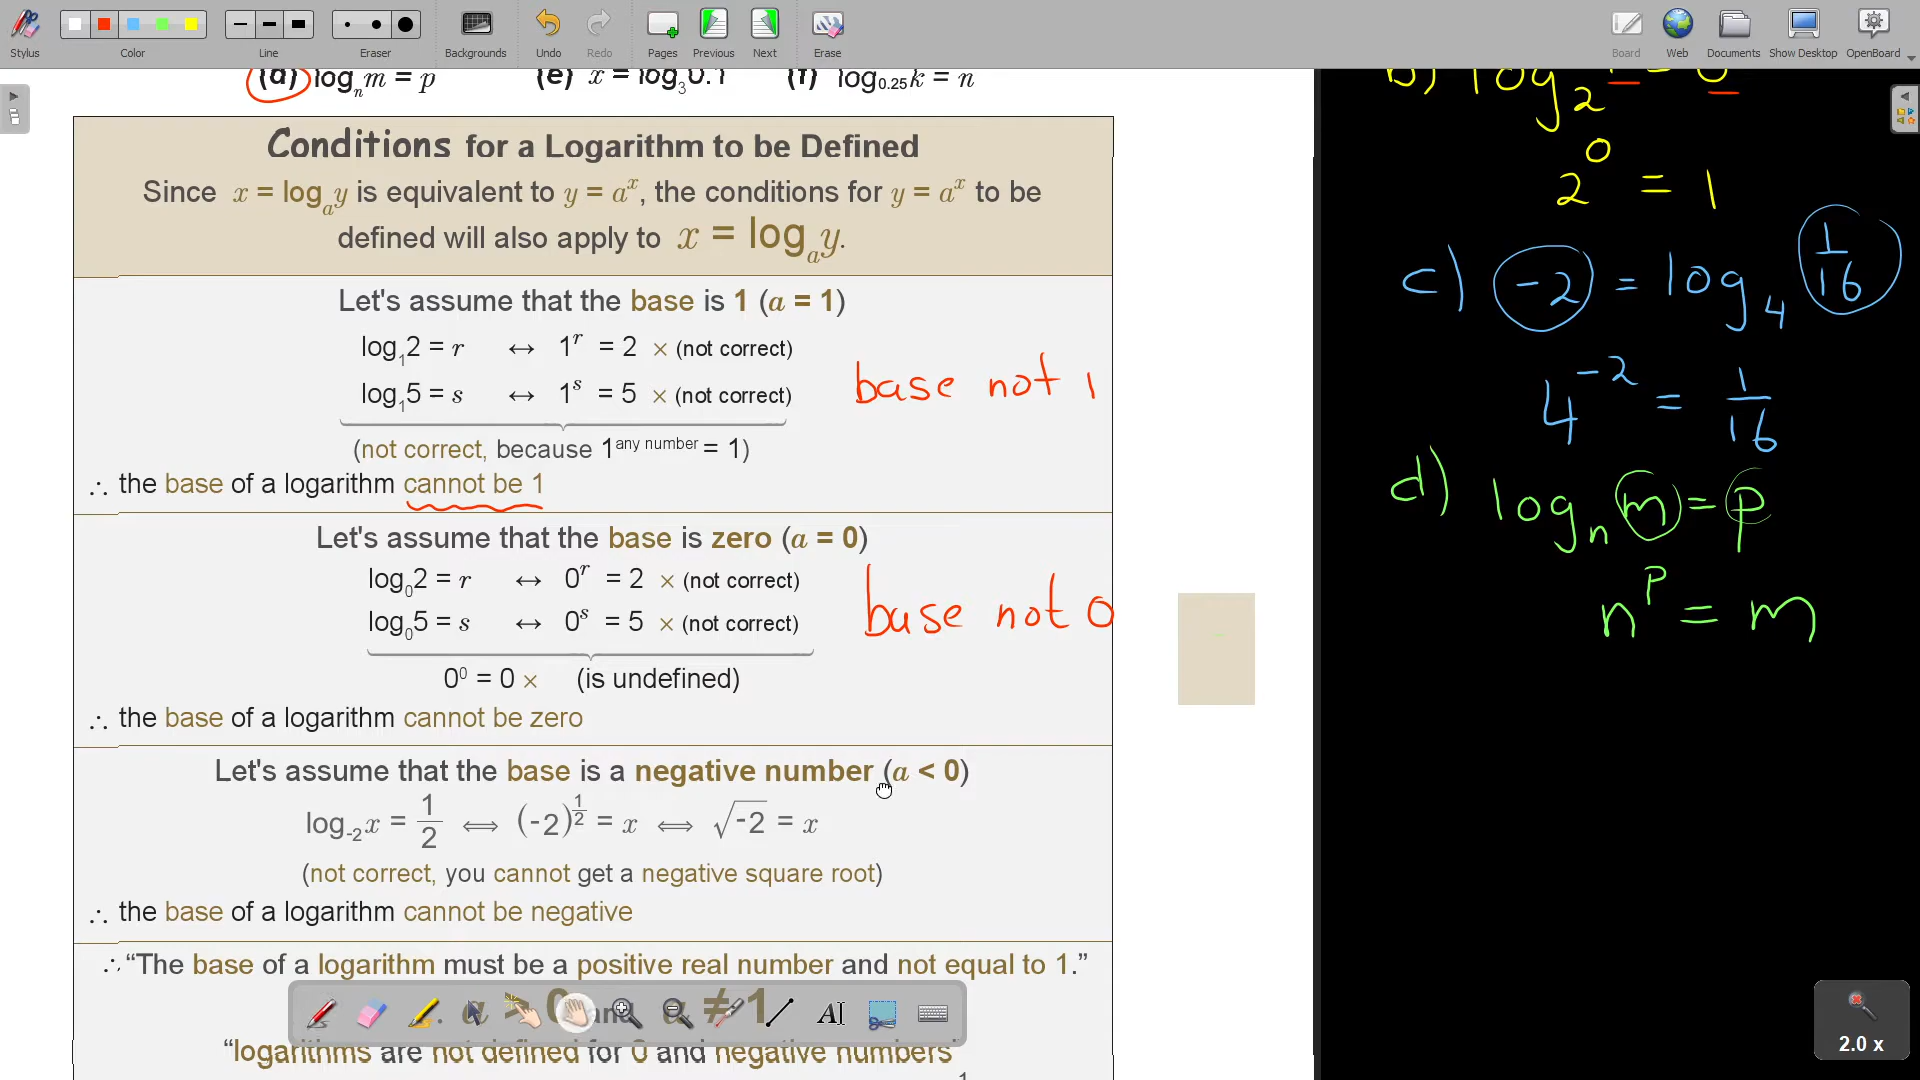 Stylus Color Line Eraser Backgrounds Undo Redo Pages Previous Next Erase Board Web Documents Show Desktop OpenBoard
(d) logₙm = p (e) x = log₃0.1 (f) log₀.₂₅k = n
Conditions for a Logarithm to be Defined
Since x = logₐy is equivalent to y = aˣ, the conditions for y = aˣ to be
defined will also apply to x = logₐy.
Let's assume that the base is 1 (a = 1)
log₁2 = r ↔ 1ʳ = 2 × (not correct)
log₁5 = s ↔ 1ˢ = 5 × (not correct)
base not 1
(not correct, because 1^any number = 1)
∴ the base of a logarithm cannot be 1
Let's assume that the base is zero (a = 0)
log₀2 = r ↔ 0ʳ = 2 × (not correct)
log₀5 = s ↔ 0ˢ = 5 × (not correct)
base not 0
0⁰ = 0 × (is undefined)
∴ the base of a logarithm cannot be zero
Let's assume that the base is a negative number (a < 0)
log₋₂x = 1/2 ⟺ (-2)^1/2 = x ⟺ √-2 = x
(not correct, you cannot get a negative square root)
∴ the base of a logarithm cannot be negative
∴ “The base of a logarithm must be a positive real number and not equal to 1.”
a > 0 and a ≠ 1
“logarithms are not defined for 0 and negative numbers”
b) log₂ = 0
2⁰ = 1
c) -2 = log₄ 1/16
4⁻² = 1/16
d) logₙ m = p
nᵖ = m
2.0 x